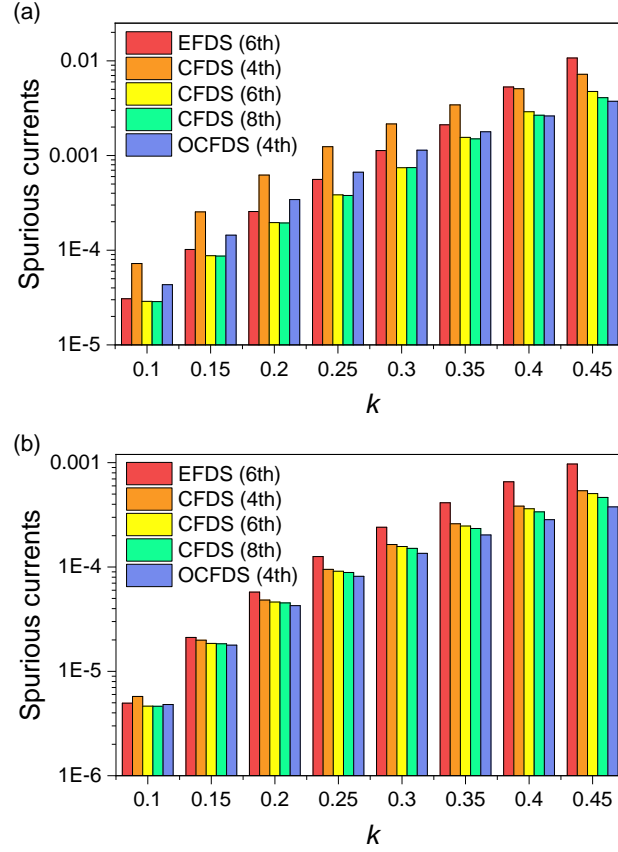 (a)
Spurious currents
0.01
0.001
1E-4
1E-5
EFDS (6th)
CFDS (4th)
CFDS (6th)
CFDS (8th)
OCFDS (4th)
0.1 0.15 0.2 0.25 0.3 0.35 0.4 0.45
k
(b)
Spurious currents
0.001
1E-4
1E-5
1E-6
EFDS (6th)
CFDS (4th)
CFDS (6th)
CFDS (8th)
OCFDS (4th)
0.1 0.15 0.2 0.25 0.3 0.35 0.4 0.45
k